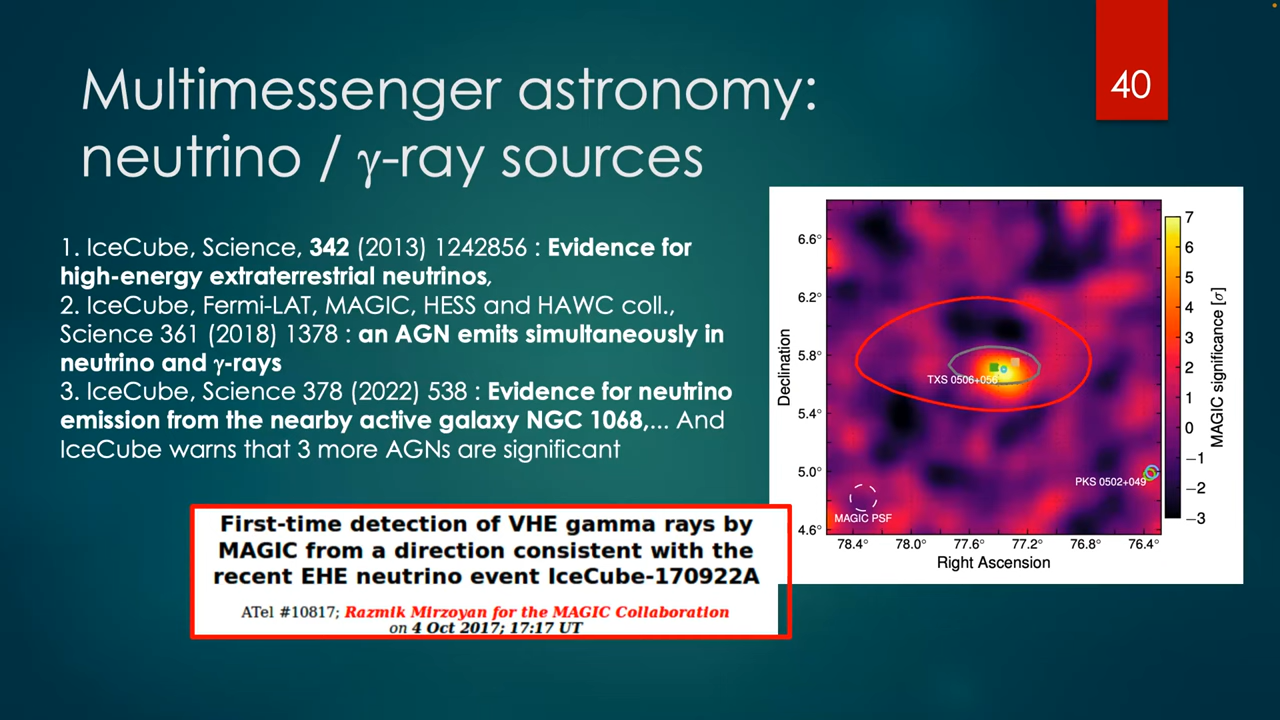 Multimessenger astronomy:
neutrino / γ-ray sources
40
1. IceCube, Science, 342 (2013) 1242856 : Evidence for
high-energy extraterrestrial neutrinos,
2. IceCube, Fermi-LAT, MAGIC, HESS and HAWC coll.,
Science 361 (2018) 1378 : an AGN emits simultaneously in
neutrino and γ-rays
3. IceCube, Science 378 (2022) 538 : Evidence for neutrino
emission from the nearby active galaxy NGC 1068,... And
IceCube warns that 3 more AGNs are significant
First-time detection of VHE gamma rays by
MAGIC from a direction consistent with the
recent EHE neutrino event IceCube-170922A
ATel #10817; Razmik Mirzoyan for the MAGIC Collaboration
on 4 Oct 2017; 17:17 UT
Declination
6.6°
6.2°
5.8°
5.4°
5.0°
4.6°
TXS 0506+056
PKS 0502+049
MAGIC PSF
78.4° 78.0° 77.6° 77.2° 76.8° 76.4°
Right Ascension
7
6
5
4
3
2
1
0
−1
−2
−3
MAGIC significance [σ]